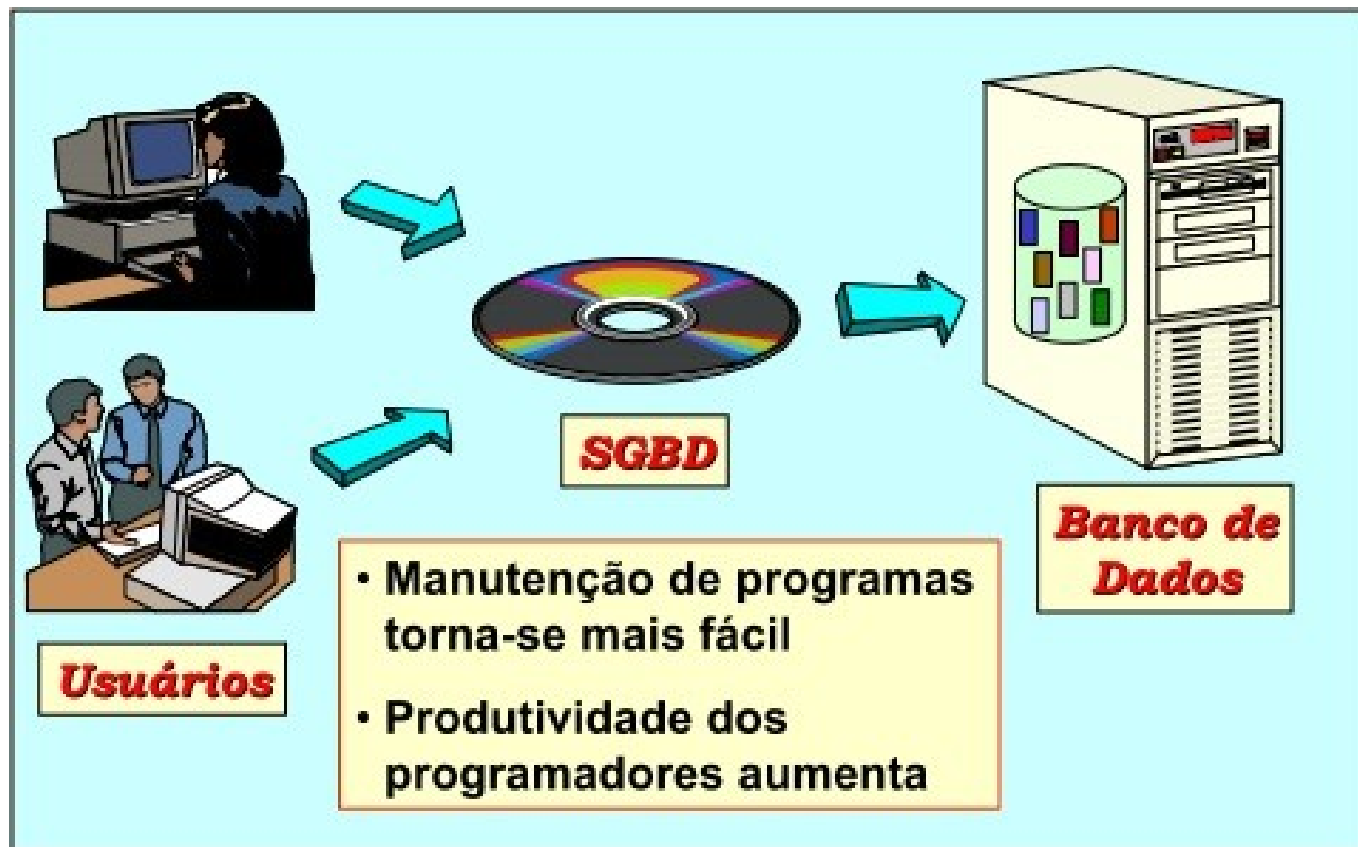 SGBD
Banco de
Dados
Usuários
• Manutenção de programas
torna-se mais fácil
• Produtividade dos
programadores aumenta